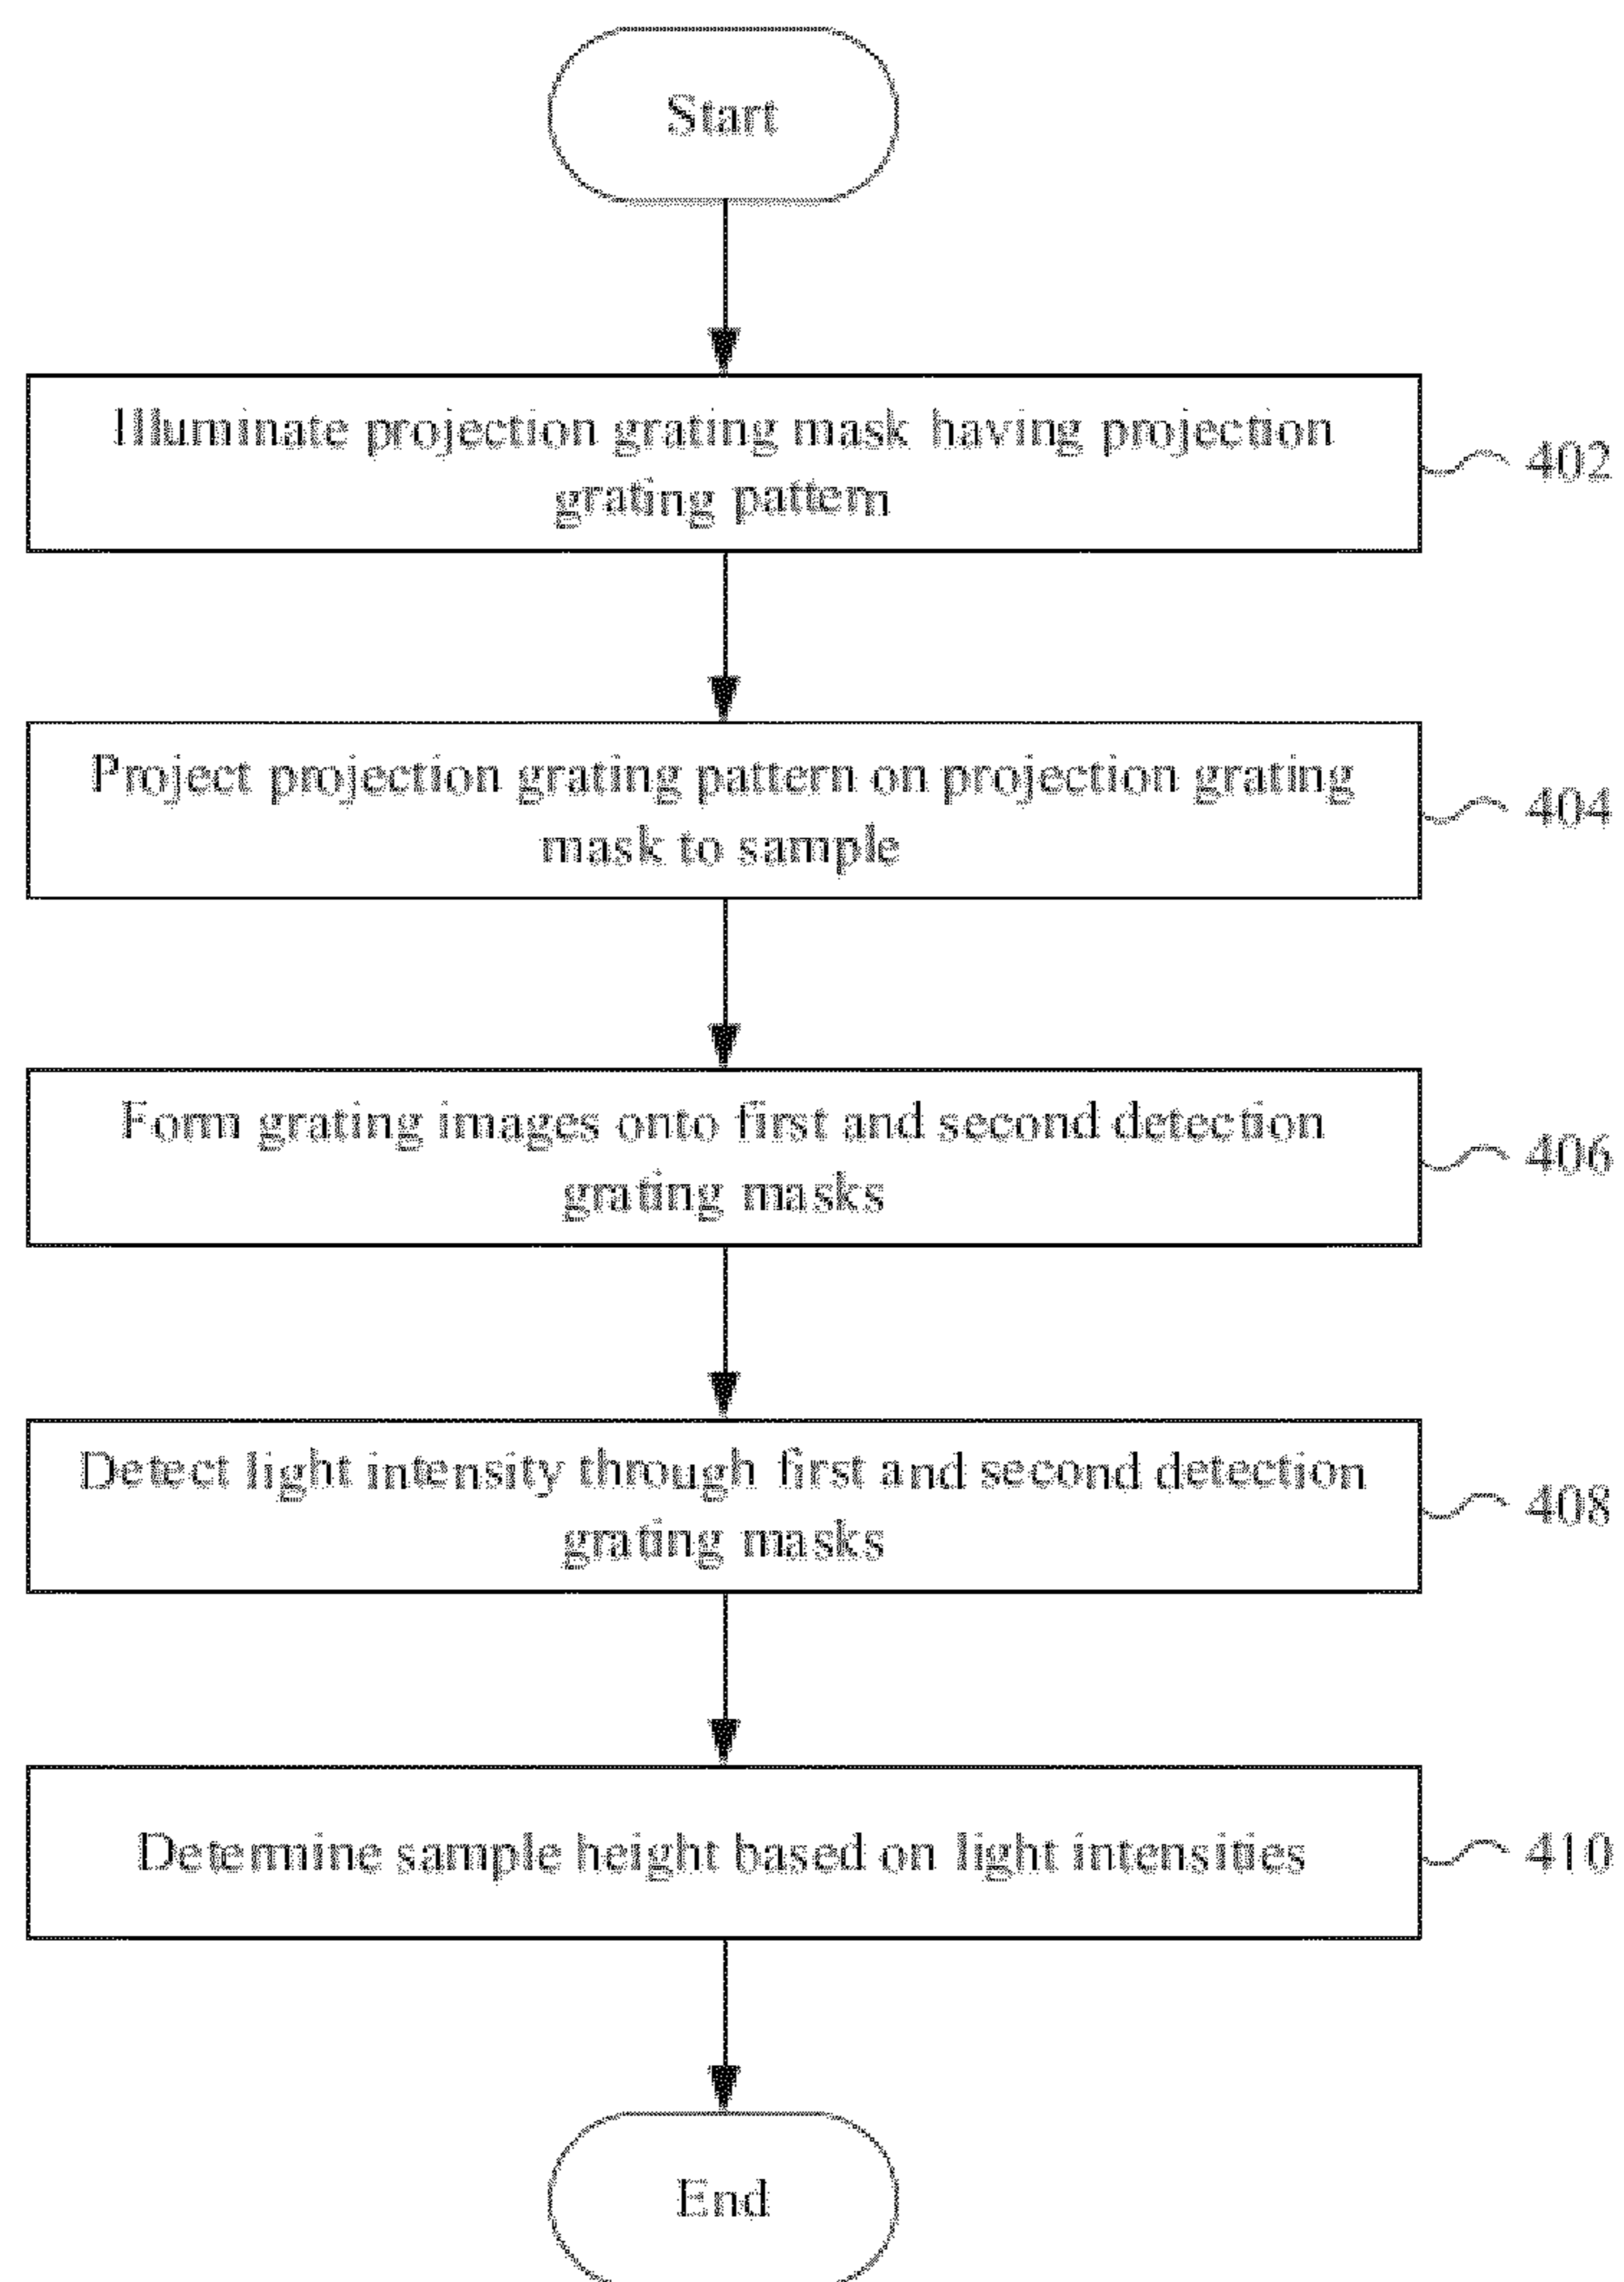 Start
Illuminate projection grating mask having projection
grating pattern
402
Project projection grating pattern on projection grating
mask to sample
404
Form grating images onto first and second detection
grating masks
406
Detect light intensity through first and second detection
grating masks
408
Determine sample height based on light intensities
410
End